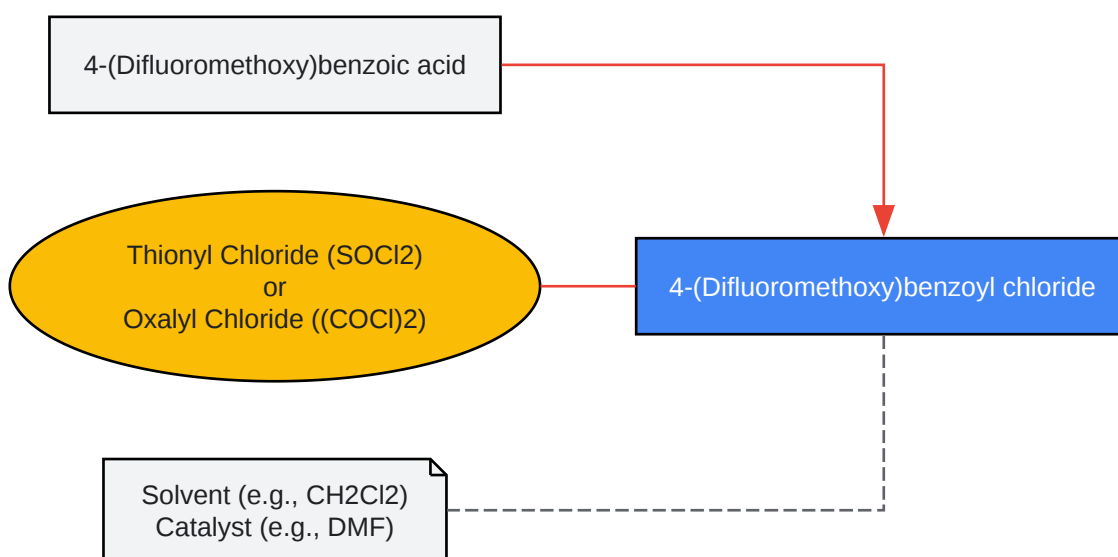 4-(Difluoromethoxy)benzoic acid
Thionyl Chloride (SOCl2)
or
Oxalyl Chloride ((COCl)2)
4-(Difluoromethoxy)benzoyl chloride
Solvent (e.g., CH2Cl2)
Catalyst (e.g., DMF)